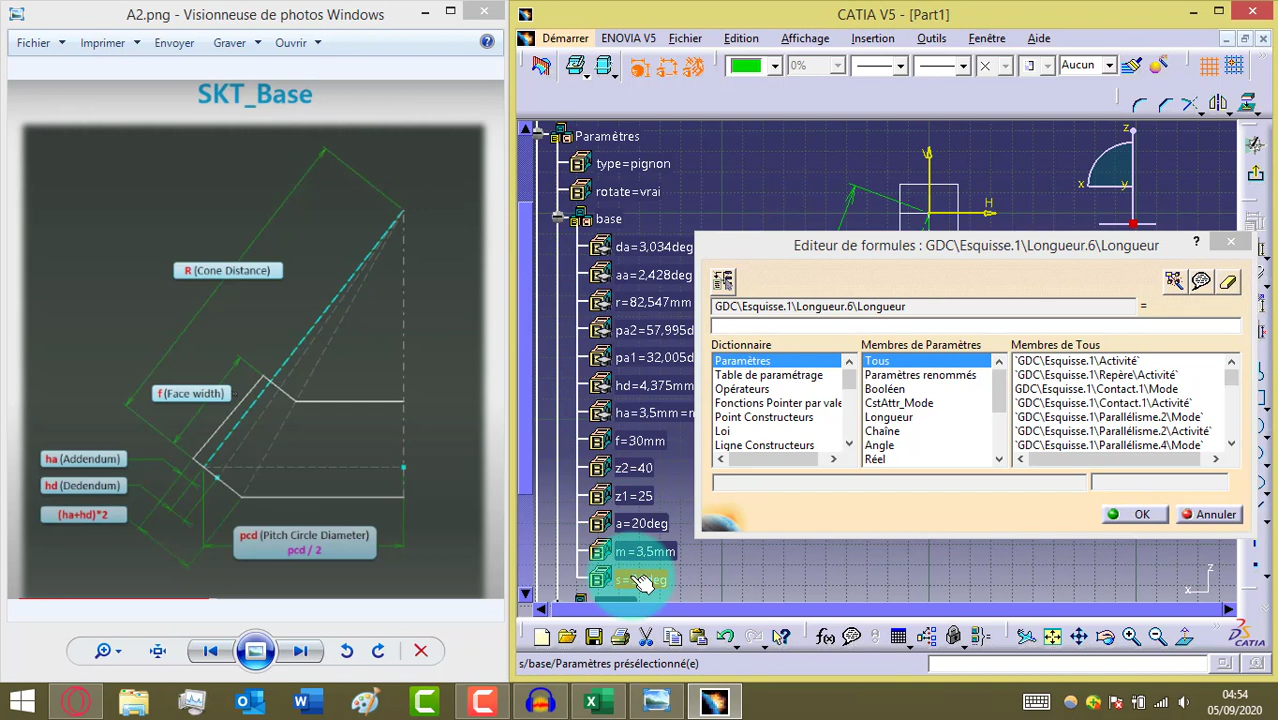 A2.png - Visionneuse de photos Windows
Fichier
Imprimer
Envoyer
Graver
Ouvrir
SKT_Base
R (Cone Distance)
f (Face width)
ha (Addendum)
hd (Dedendum)
(ha+hd)*2
pcd (Pitch Circle Diameter)
pcd / 2
CATIA V5 - [Part1]
Démarrer
ENOVIA V5
Fichier
Edition
Affichage
Insertion
Outils
Fenêtre
Aide
0%
Aucun
Paramètres
type=pignon
rotate=vrai
base
da=3,034deg
aa=2,428deg
r=82,547mm
pa2=57,995d
pa1=32,005d
hd=4,375mm
ha=3,5mm=m
f=30mm
z2=40
z1=25
a=20deg
m=3,5mm
V
H
z
x
y
Editeur de formules : GDC\Esquisse.1\Longueur.6\Longueur
GDC\Esquisse.1\Longueur.6\Longueur
=
Dictionnaire
Paramètres
Table de paramétrage
Opérateurs
Fonctions Pointer par vale
Point Constructeurs
Loi
Ligne Constructeurs
Membres de Paramètres
Tous
Paramètres renommés
Booléen
CstAttr_Mode
Longueur
Chaîne
Angle
Réel
Membres de Tous
`GDC\Esquisse.1\Activité`
`GDC\Esquisse.1\Repère\Activité`
GDC\Esquisse.1\Contact.1\Mode
`GDC\Esquisse.1\Contact.1\Activité`
`GDC\Esquisse.1\Parallélisme.2\Mode`
`GDC\Esquisse.1\Parallélisme.2\Activité`
`GDC\Esquisse.1\Parallélisme.4\Mode`
OK
Annuler
z
x
y
f(x)
CATIA
s/base/Paramètres présélectionné(e)
04:54
05/09/2020